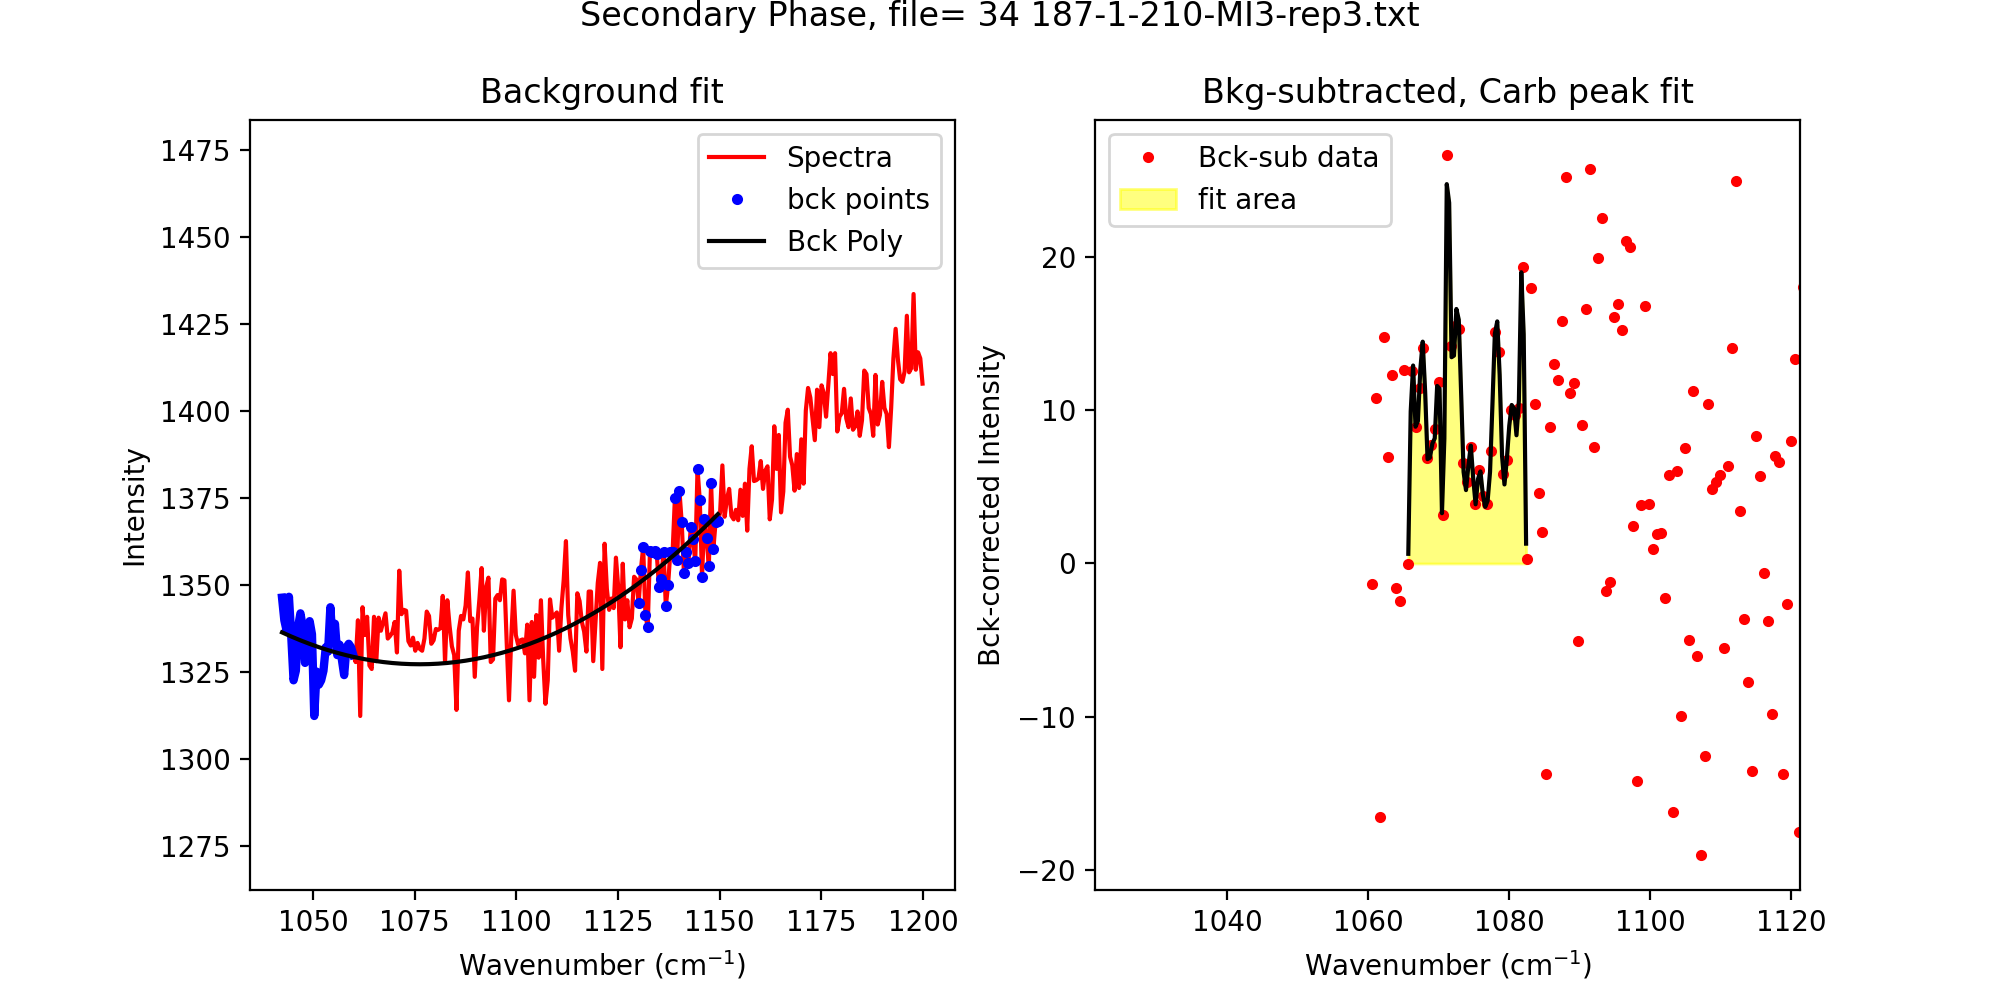 Secondary Phase, file= 34 187-1-210-MI3-rep3.txt
Background fit
Spectra
bck points
Bck Poly
1475
1450
1425
1400
1375
1350
1325
1300
1275
Intensity
1050 1075 1100 1125 1150 1175 1200
Wavenumber (cm⁻¹)
Bkg-subtracted, Carb peak fit
Bck-sub data
fit area
20
10
0
−10
−20
Bck-corrected Intensity
1040 1060 1080 1100 1120
Wavenumber (cm⁻¹)